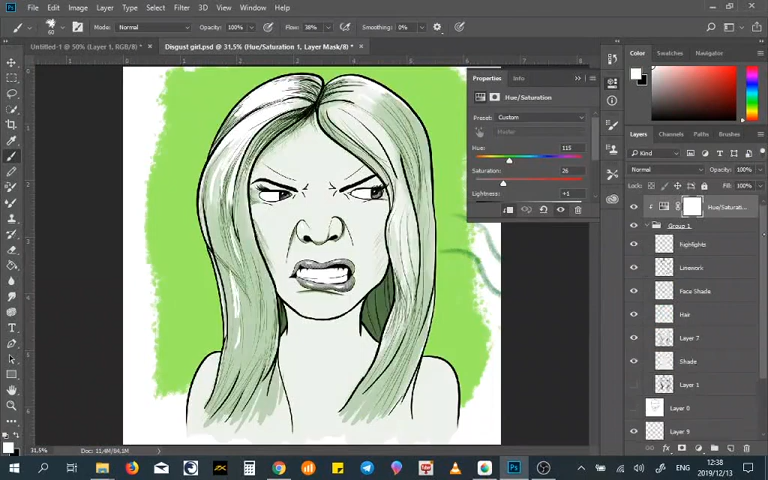 File Edit Image Layer Type Select Filter 3D View Window Help
60 Mode: Normal Opacity: 100% Flow: 38% Smoothing: 0%
Untitled-1 @ 50% (Layer 1, RGB/8) * × Disgust girl.psd @ 31,5% (Hue/Saturation 1, Layer Mask/8) * ×
Properties Info
Hue/Saturation
Preset: Custom
Master
Hue: 115
Saturation: 26
Lightness: +1
Color Swatches Navigator
Layers Channels Paths Brushes
Kind
Normal Opacity: 100%
Lock: Fill: 100%
Hue/Saturati...
Group 1
highlights
Linework
Face Shade
Hair
Layer 7
Shade
Layer 1
Layer 8
Layer 9
31,5% Doc: 11,4M/84,1M
ENG 12:38
2019/12/13